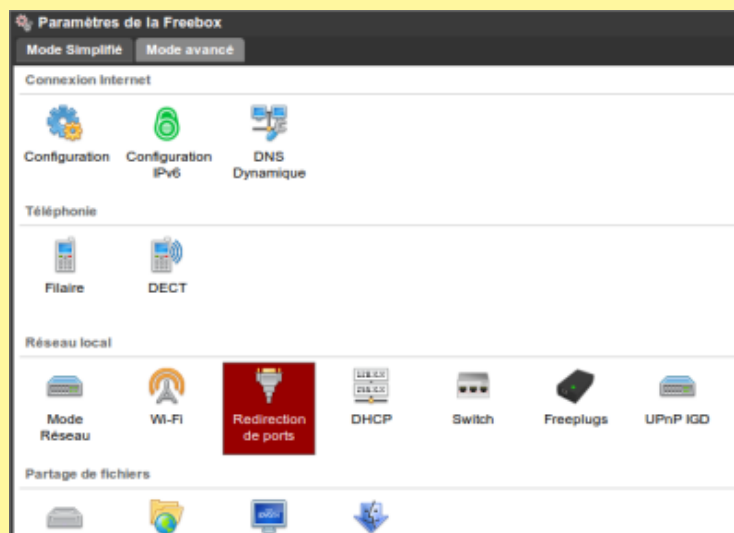 Paramètres de la Freebox
Mode Simplifié Mode avancé
Connexion Internet
Configuration
Configuration
IPv6
DNS
Dynamique
Téléphonie
Filaire
DECT
Réseau local
Mode
Réseau
Wi-Fi
Redirection
de ports
DHCP
Switch
Freeplugs
UPnP IGD
Partage de fichiers